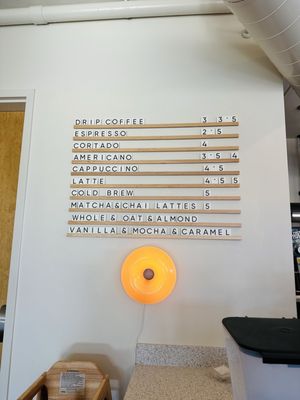 DRIP COFFEE 3 3'5
ESPRESSO 2'5
CORTADO 4
AMERICANO 3'5 4
CAPPUCCINO 4'5
LATTE 4'5 5
COLD BREW 5
MATCHA & CHAI LATTES 5
WHOLE & OAT & ALMOND
VANILLA & MOCHA & CARAMEL